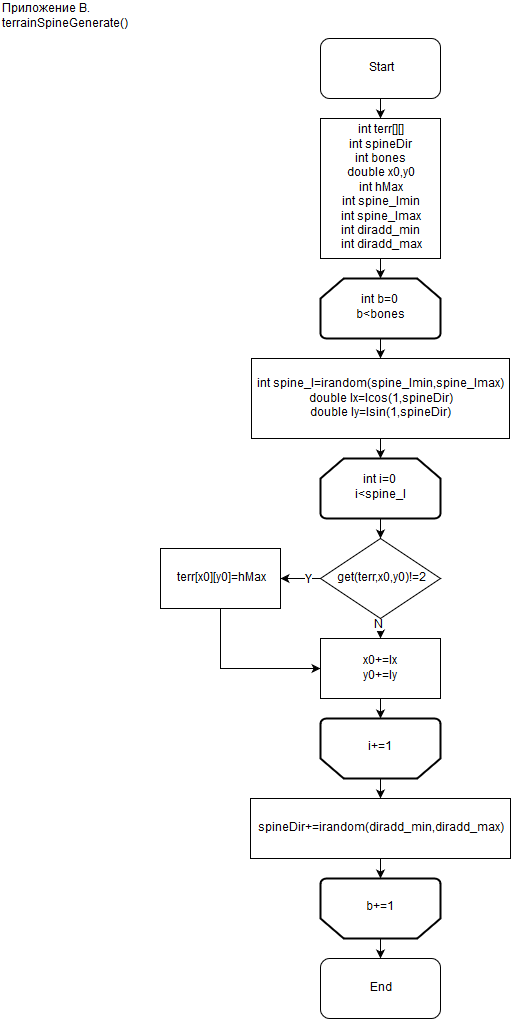 Приложение В.
terrainSpineGenerate()
Start
int terr[][]
int spineDir
int bones
double x0,y0
int hMax
int spine_lmin
int spine_lmax
int diradd_min
int diradd_max
int b=0
b<bones
int spine_l=irandom(spine_lmin,spine_lmax)
double lx=lcos(1,spineDir)
double ly=lsin(1,spineDir)
int i=0
i<spine_l
get(terr,x0,y0)!=2
Y
terr[x0][y0]=hMax
N
x0+=lx
y0+=ly
i+=1
spineDir+=irandom(diradd_min,diradd_max)
b+=1
End